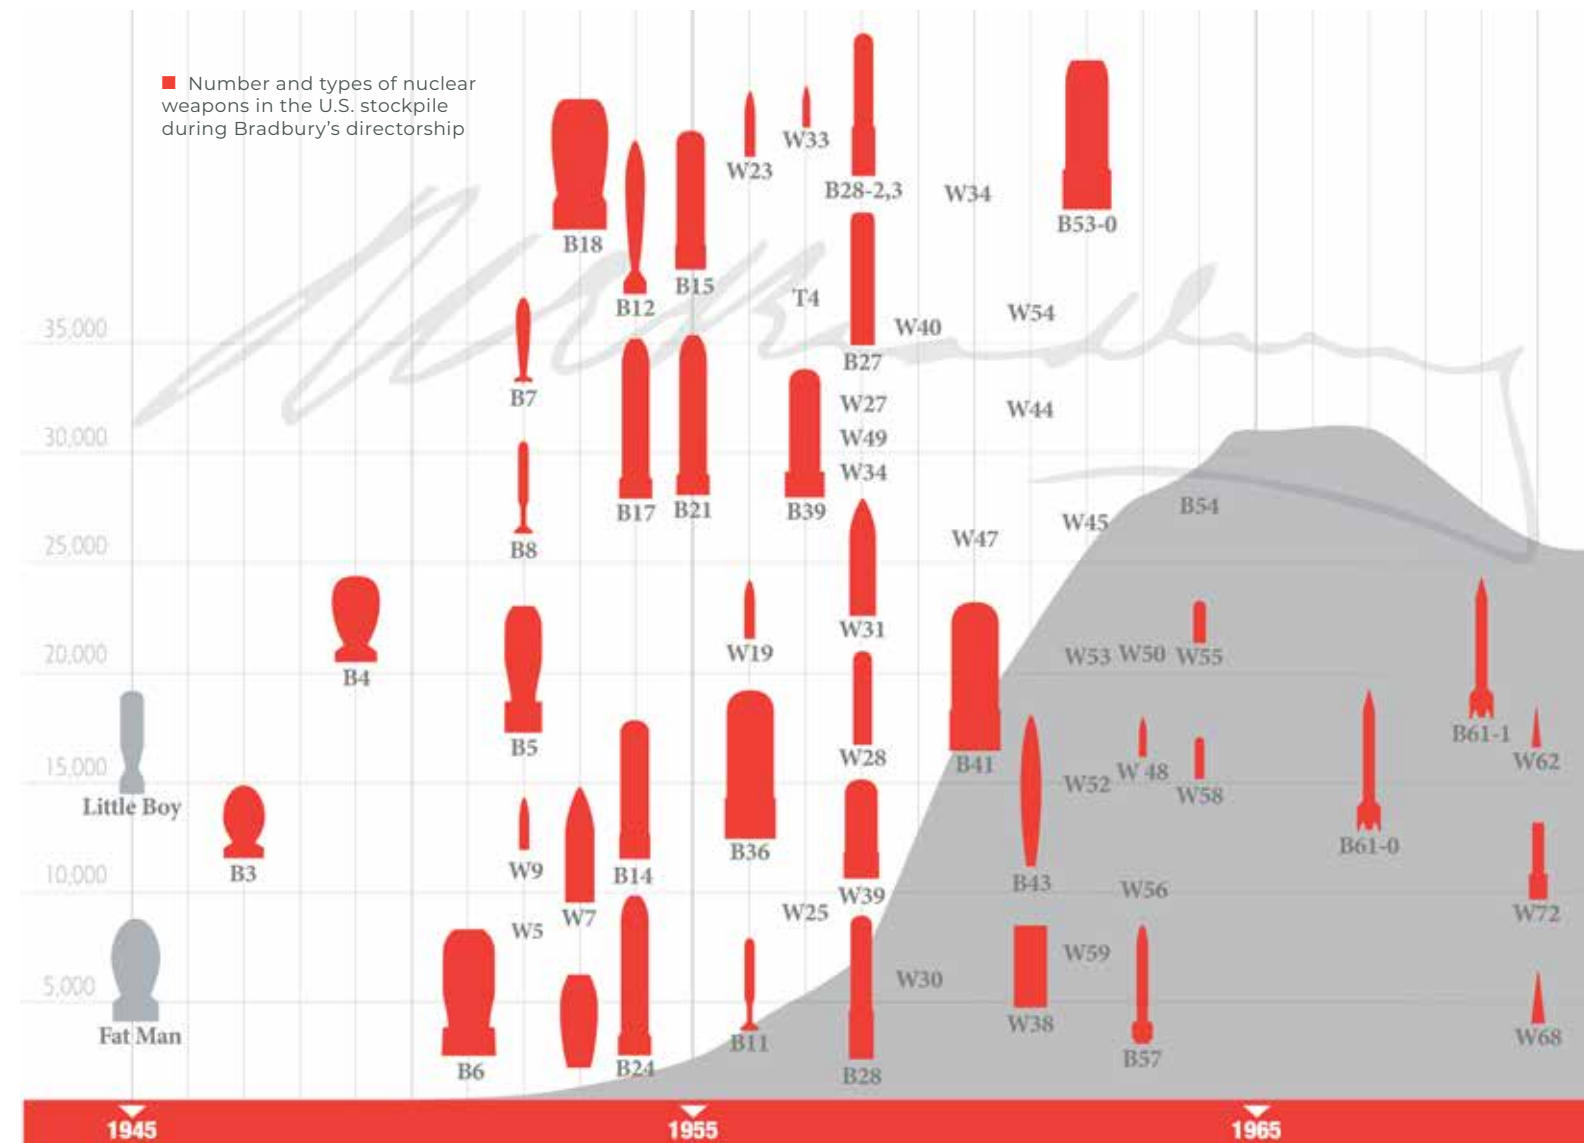 Number and types of nuclear
weapons in the U.S. stockpile
during Bradbury's directorship
W33
W23
B28-2,3
W34
B53-0
B18
B15
T4
B12
W54
W40
35,000
B27
B7
W27
W44
30,000
W49
W34
B54
B17
B21
B39
W45
W47
25,000
B8
W31
20,000
W19
W53
W50
W55
B4
B61-1
B5
W28
B41
W62
15,000
W 48
W52
W58
Little Boy
B61-0
B36
W9
B3
B14
10,000
B43
W56
W39
W25
W7
W72
W5
W59
W30
5,000
W38
Fat Man
W68
B11
B57
B24
B6
B28
1945
1955
1965